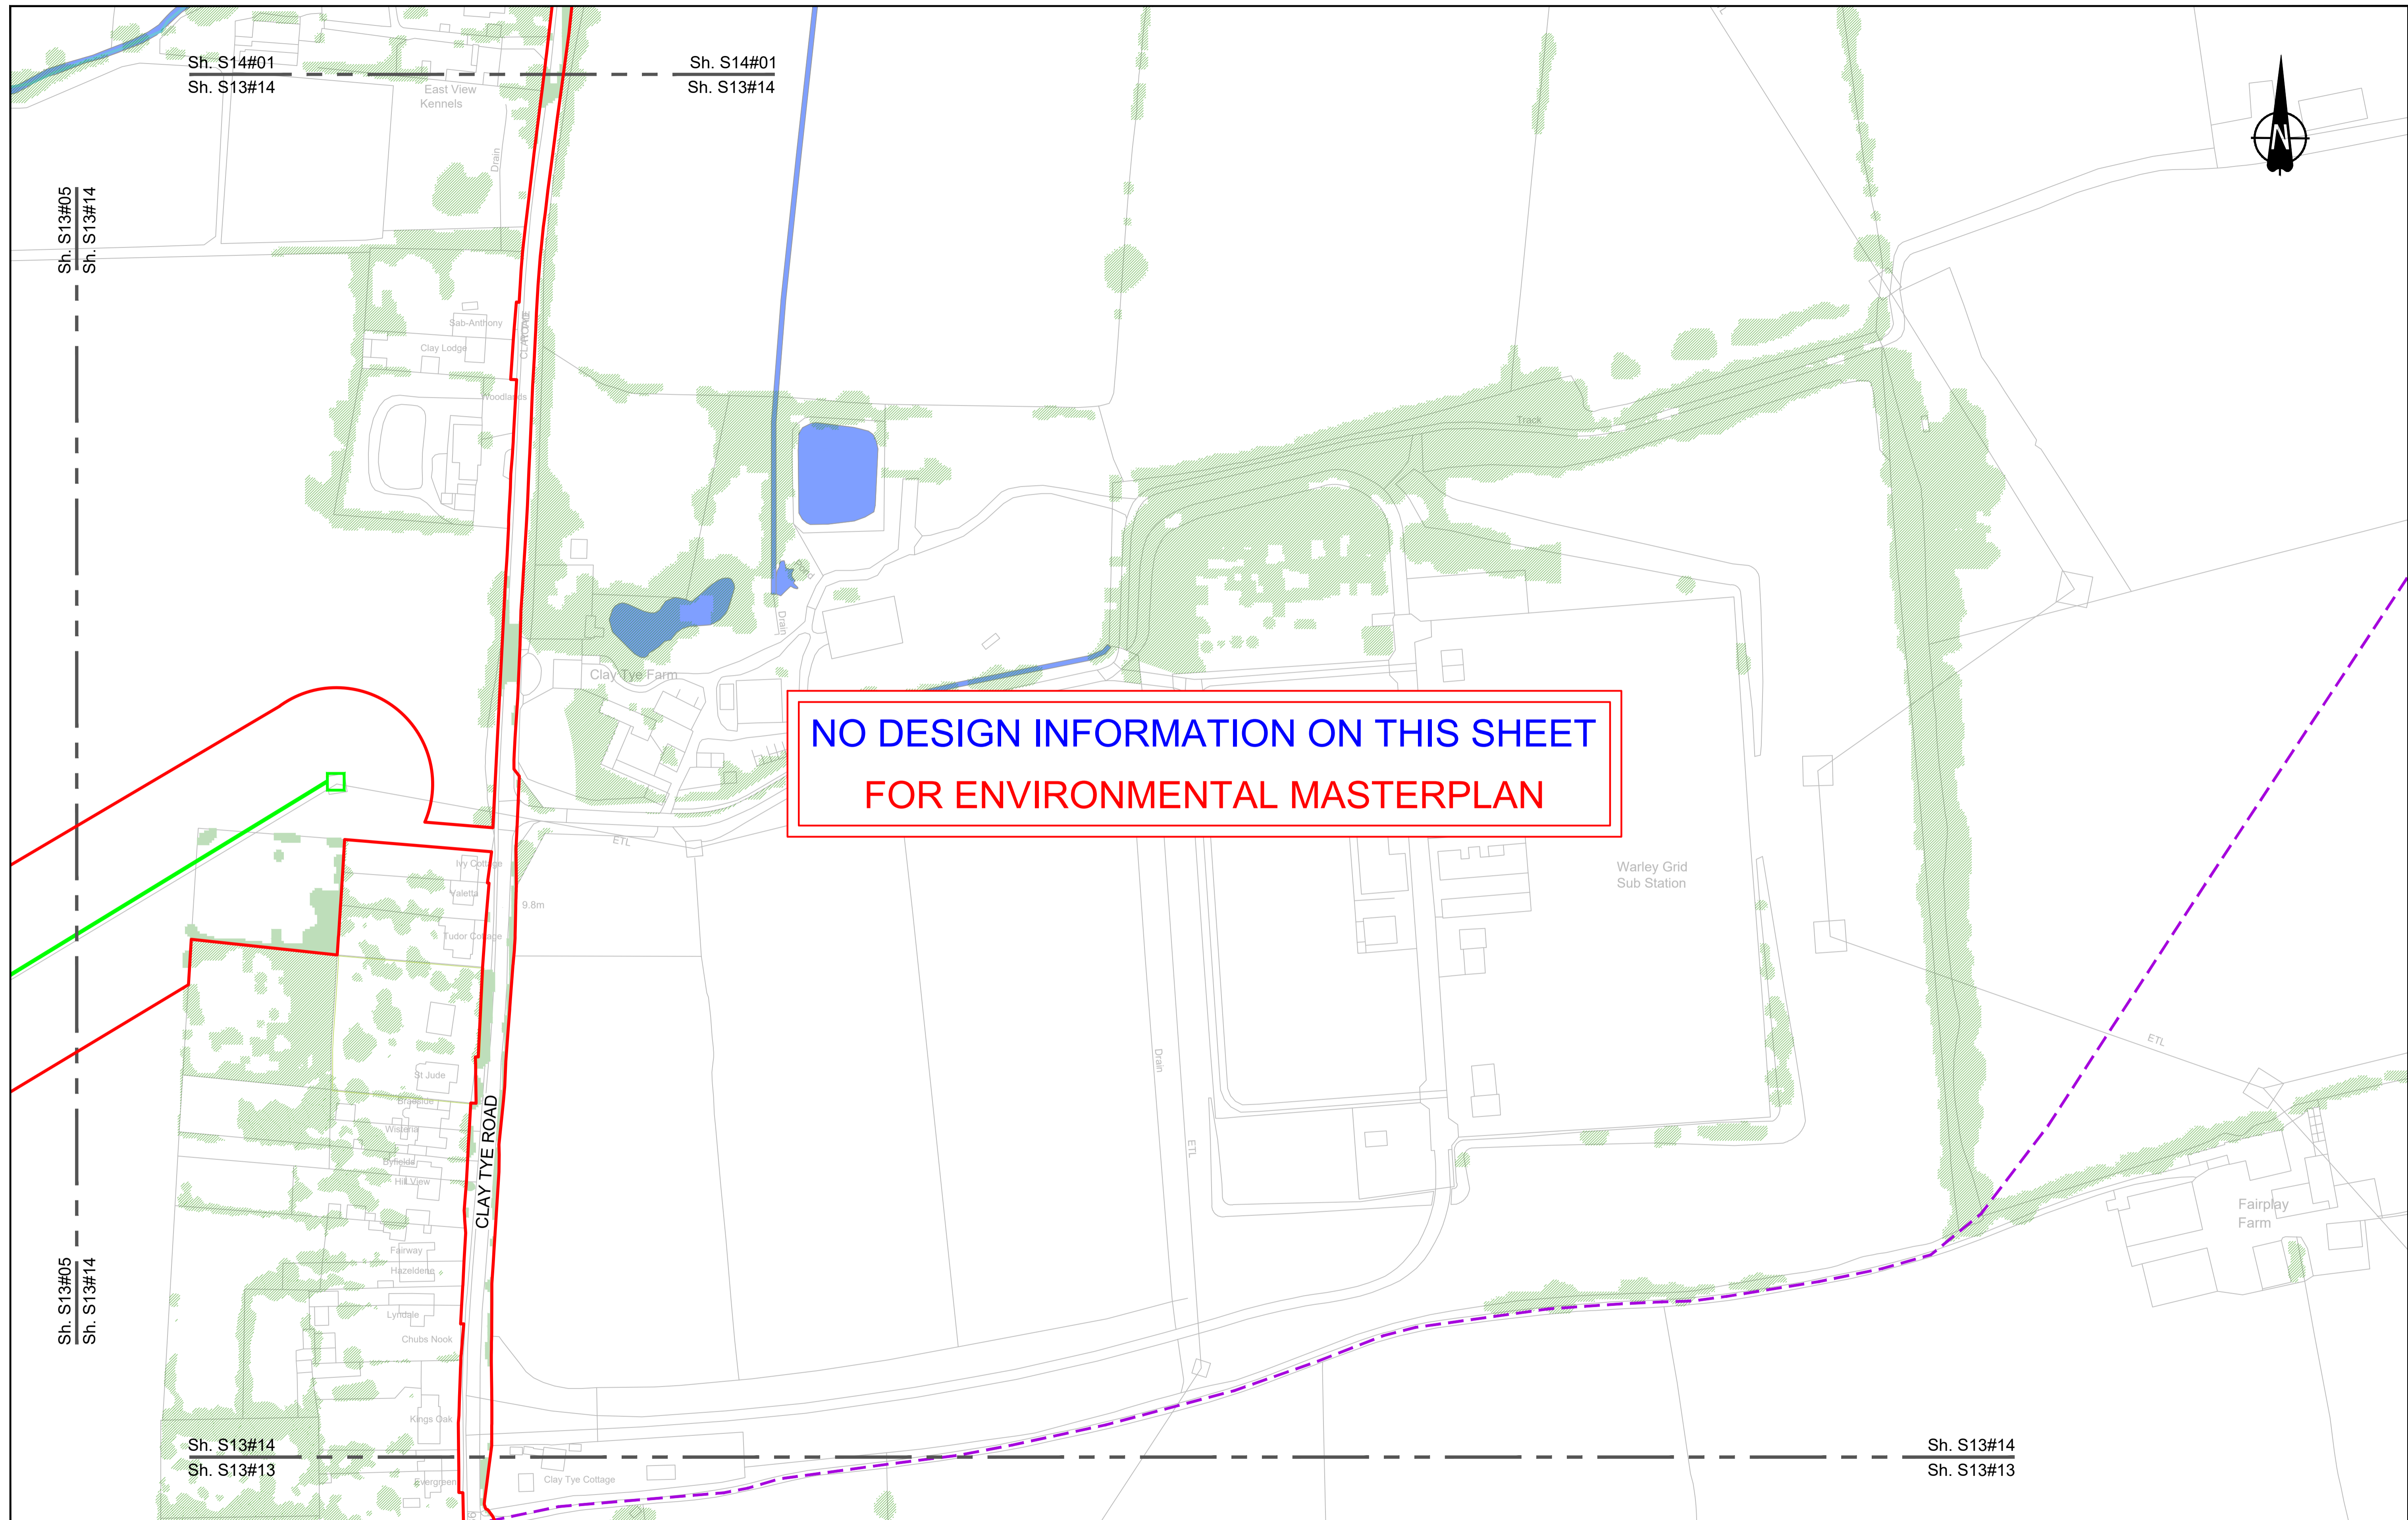 Sh. S14#01
Sh. S13#14
Sh. S14#01
Sh. S13#14
East View
Kennels
N
Drain
Sh. S13#05
Sh. S13#14
Sab-Anthony
Clay Lodge
Woodlands
Track
Pond
Drain
Clay Tye Farm
NO DESIGN INFORMATION ON THIS SHEET
FOR ENVIRONMENTAL MASTERPLAN
ETL
Ivy Cottage
Valetta
9.8m
Tudor Cottage
Warley Grid
Sub Station
ETL
Drain
St Jude
Braeside
Wisteria
Byfields
Hill View
CLAY TYE ROAD
ETL
Fairplay
Farm
Fairway
Hazeldene
Sh. S13#05
Sh. S13#14
Lyndale
Chubs Nook
Kings Oak
Sh. S13#14
Sh. S13#13
Sh. S13#14
Sh. S13#13
Evergreen
Clay Tye Cottage